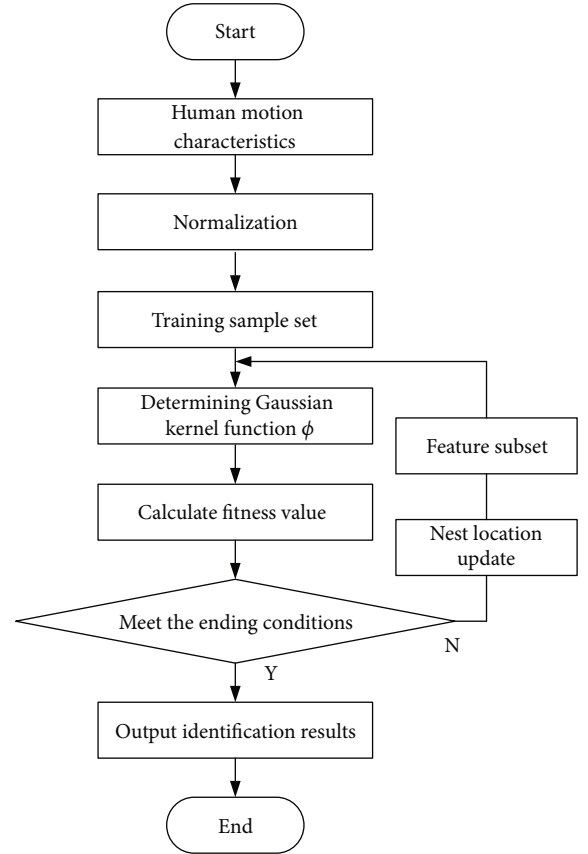 Start
Human motion
characteristics
Normalization
Training sample set
Determining Gaussian
kernel function ϕ
Feature subset
Calculate fitness value
Nest location
update
Meet the ending conditions
N
Y
Output identification results
End